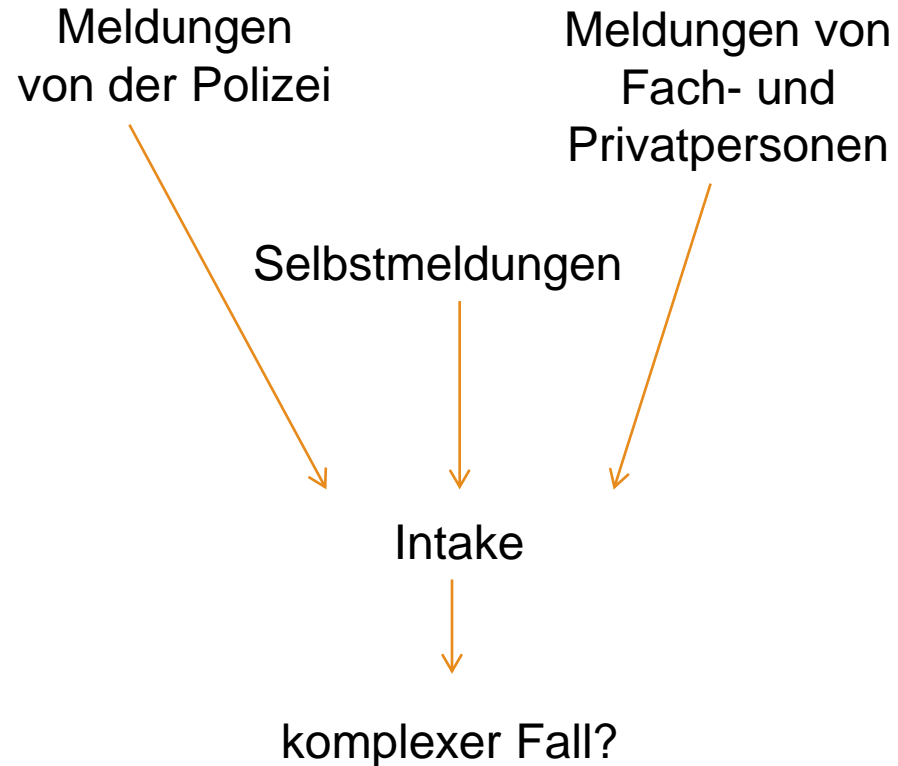 Meldungen
von der Polizei
Meldungen von
Fach- und
Privatpersonen
Selbstmeldungen
Intake
komplexer Fall?